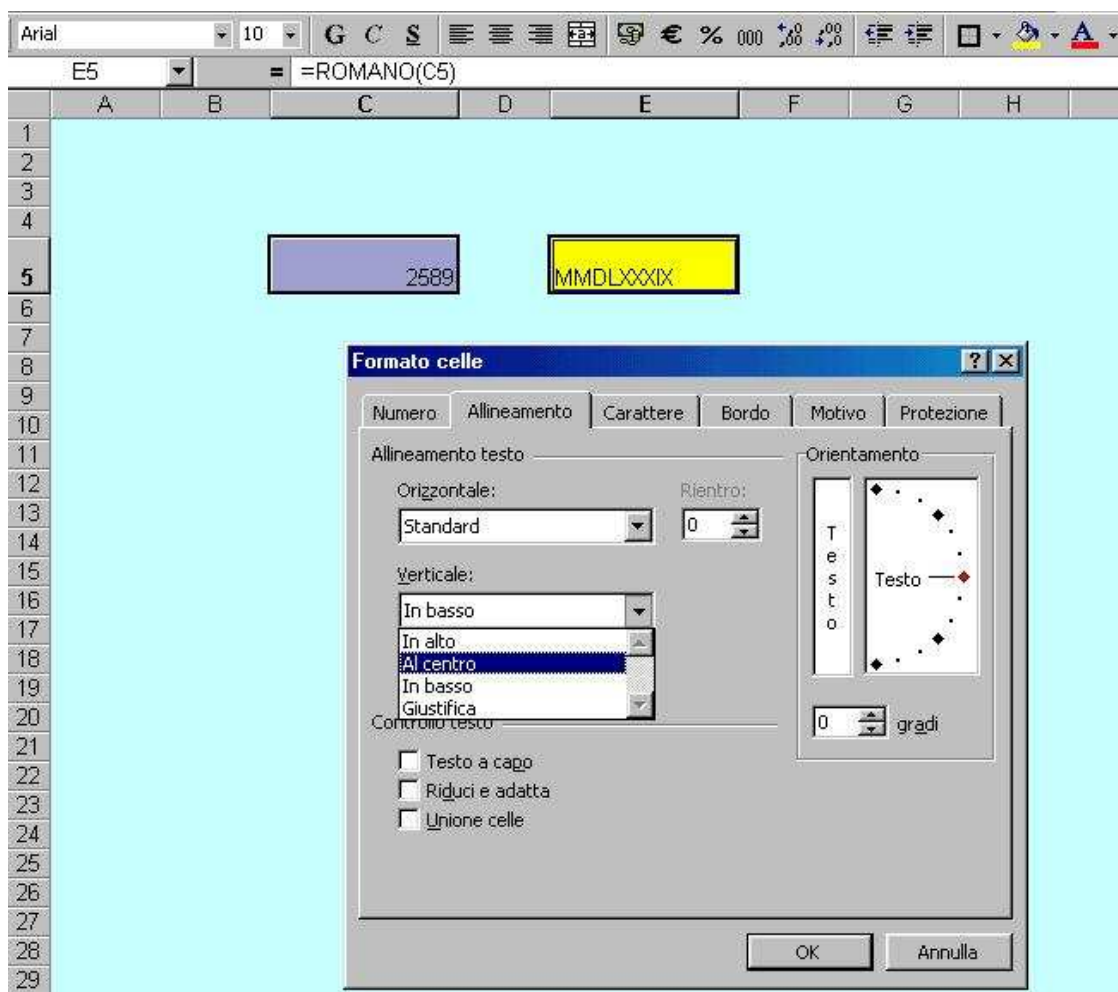 Arial 10 G C S € % 000
E5 = =ROMANO(C5)
A B C D E F G H
1
2
3
4
5 2589 MMDLXXXIX
6
7
8
9
10
11
12
13
14
15
16
17
18
19
20
21
22
23
24
25
26
27
28
29
Formato celle
Numero Allineamento Carattere Bordo Motivo Protezione
Allineamento testo
Orizzontale: Rientro:
Standard 0
Verticale:
In basso
In alto
Al centro
In basso
Giustifica
Controllo testo
Testo a capo
Riduci e adatta
Unione celle
Orientamento
Testo
Testo
0 gradi
OK Annulla